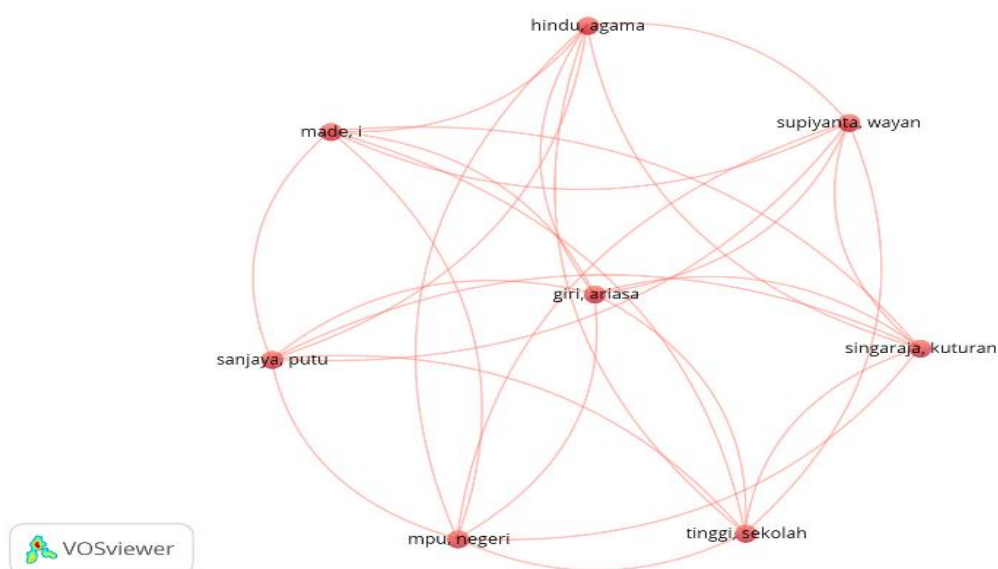 hindu, agama
supiyanta, wayan
made, i
giri, ariasa
singaraja, kuturan
sanjaya, putu
tinggi, sekolah
mpu, negeri
VOSviewer